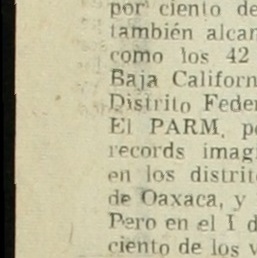 por ciento de
también alcan
como los 42
Baja Californ
Distrito Feder
El PARM, p
records imag
en los distrit
de Oaxaca, y
Pero en el I d
ciento de los v